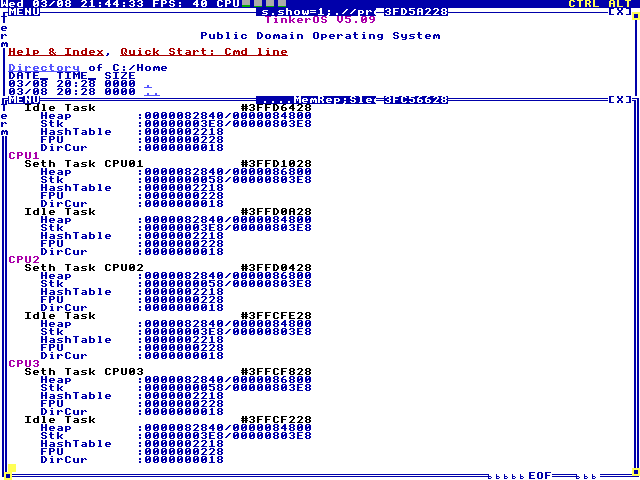 Wed 03/08 21:44:33 FPS: 40 CPU CTRL ALT
MENU s.show=1;.//pr 3FD5A228 [X]
TinkerOS V5.09
Public Domain Operating System
Help & Index, Quick Start: Cmd line
Directory of C:/Home
DATE_ TIME_ SIZE
03/08 20:28 0000 .
03/08 20:28 0000 ..
MENU ....MemRep;Slee 3FC56628 [X]
Term
Idle Task #3FFD6428
Heap :0000082840/0000084800
Stk :00000003E8/00000803E8
HashTable :0000002218
FPU :0000000228
DirCur :0000000018
CPU1
Seth Task CPU01 #3FFD1028
Heap :0000082840/0000086800
Stk :0000000058/00000803E8
HashTable :0000002218
FPU :0000000228
DirCur :0000000018
Idle Task #3FFD0A28
Heap :0000082840/0000084800
Stk :00000003E8/00000803E8
HashTable :0000002218
FPU :0000000228
DirCur :0000000018
CPU2
Seth Task CPU02 #3FFD0428
Heap :0000082840/0000086800
Stk :0000000058/00000803E8
HashTable :0000002218
FPU :0000000228
DirCur :0000000018
Idle Task #3FFCFE28
Heap :0000082840/0000084800
Stk :00000003E8/00000803E8
HashTable :0000002218
FPU :0000000228
DirCur :0000000018
CPU3
Seth Task CPU03 #3FFCF828
Heap :0000082840/0000086800
Stk :0000000058/00000803E8
HashTable :0000002218
FPU :0000000228
DirCur :0000000018
Idle Task #3FFCF228
Heap :0000082840/0000084800
Stk :00000003E8/00000803E8
HashTable :0000002218
FPU :0000000228
DirCur :0000000018
EOF